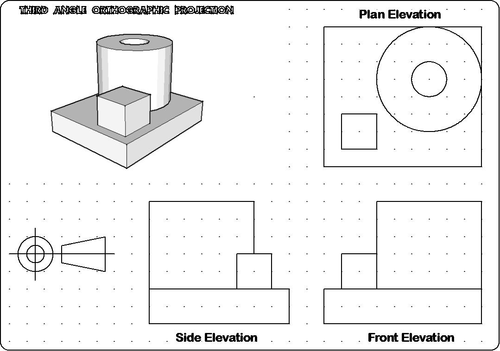 THIRD ANGLE ORTHOGRAPHIC PROJECTION
Plan Elevation
Side Elevation
Front Elevation